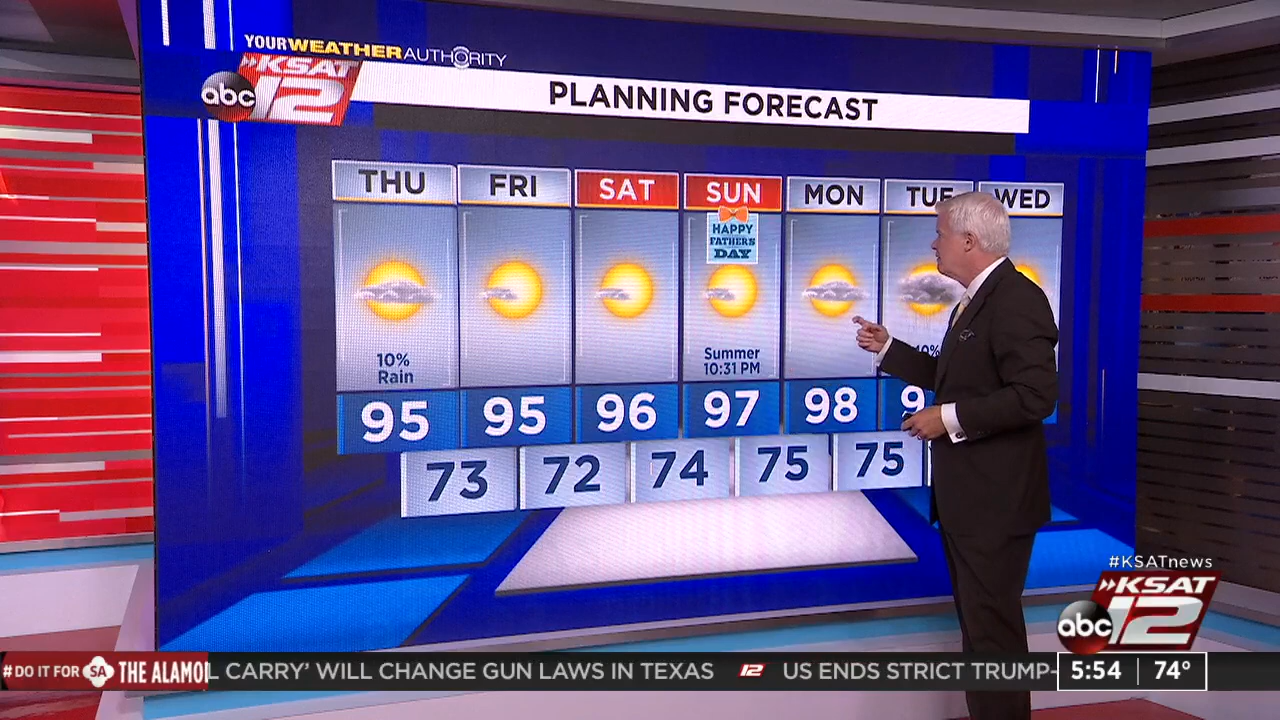 YOUR WEATHER AUTHORITY
KSAT
abc 12
PLANNING FORECAST
THU FRI SAT SUN MON TUE WED
HAPPY
FATHERS
DAY
10%
Rain
Summer
10:31 PM
95 95 96 97 98 9
73 72 74 75 75
#KSATnews
KSAT
abc 12
#DO IT FOR SA THE ALAMO! L CARRY' WILL CHANGE GUN LAWS IN TEXAS 12 US ENDS STRICT TRUMP- 5:54 74°